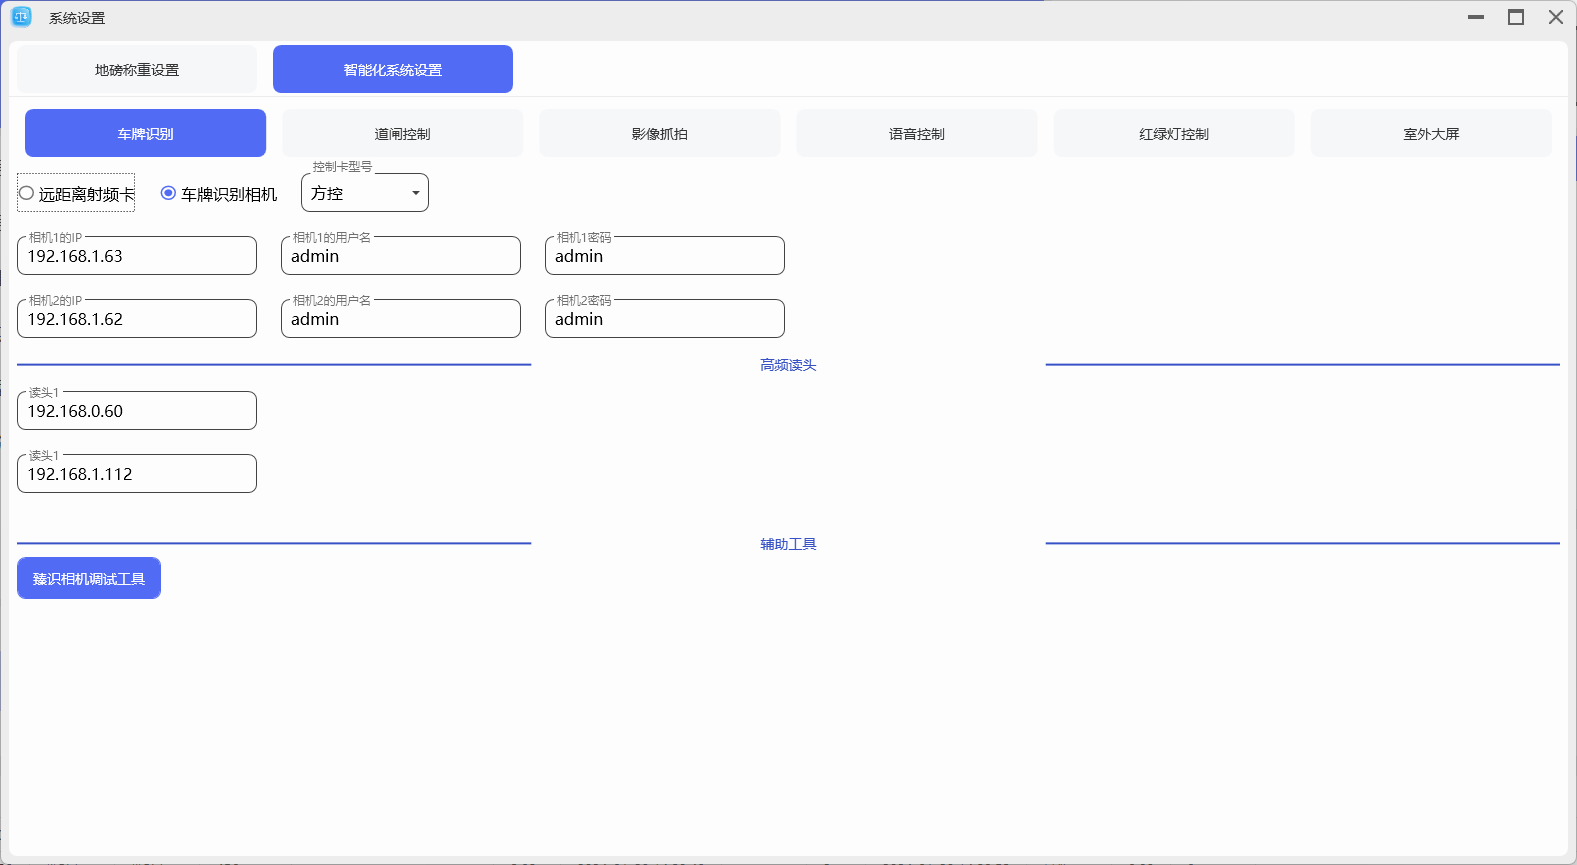 系统设置
地磅称重设置 智能化系统设置
车牌识别 道闸控制 影像抓拍 语音控制 红绿灯控制 室外大屏
控制卡型号
远距离射频卡 车牌识别相机 方控
相机1的IP 相机1的用户名 相机1密码
192.168.1.63 admin admin
相机2的IP 相机2的用户名 相机2密码
192.168.1.62 admin admin
高频读头
读头1
192.168.0.60
读头1
192.168.1.112
辅助工具
臻识相机调试工具